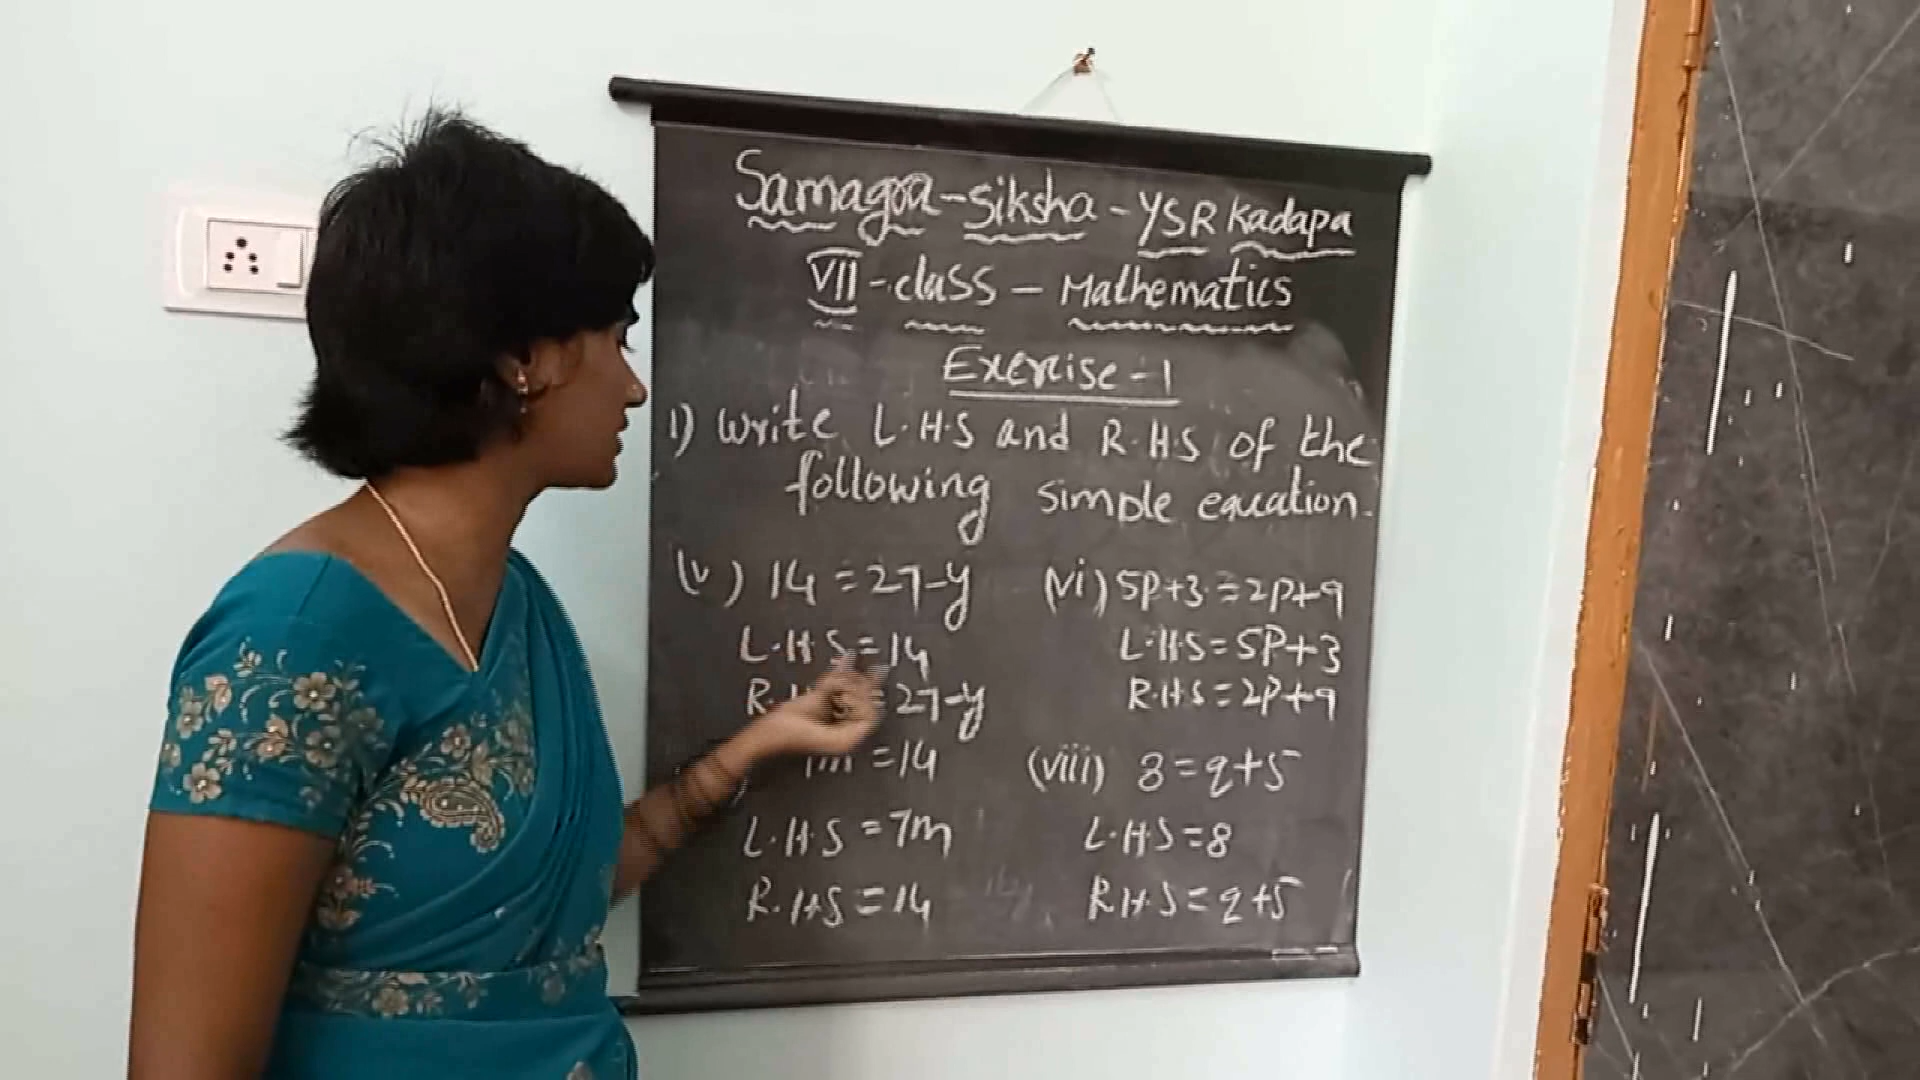 Samagra-Siksha-YSR Kadapa
VII-class - Mathematics
Exercise-1
1) Write L.H.S and R.H.S of the
following simple equation.
(v) 14=27-y (vi) 5p+3=2p+9
L.H.S=14 L.H.S=5p+3
=27-y R.H.S=2p+9
=14 (viii) 8=q+5
L.H.S=7m L.H.S=8
R.H.S=14 R.H.S=q+5